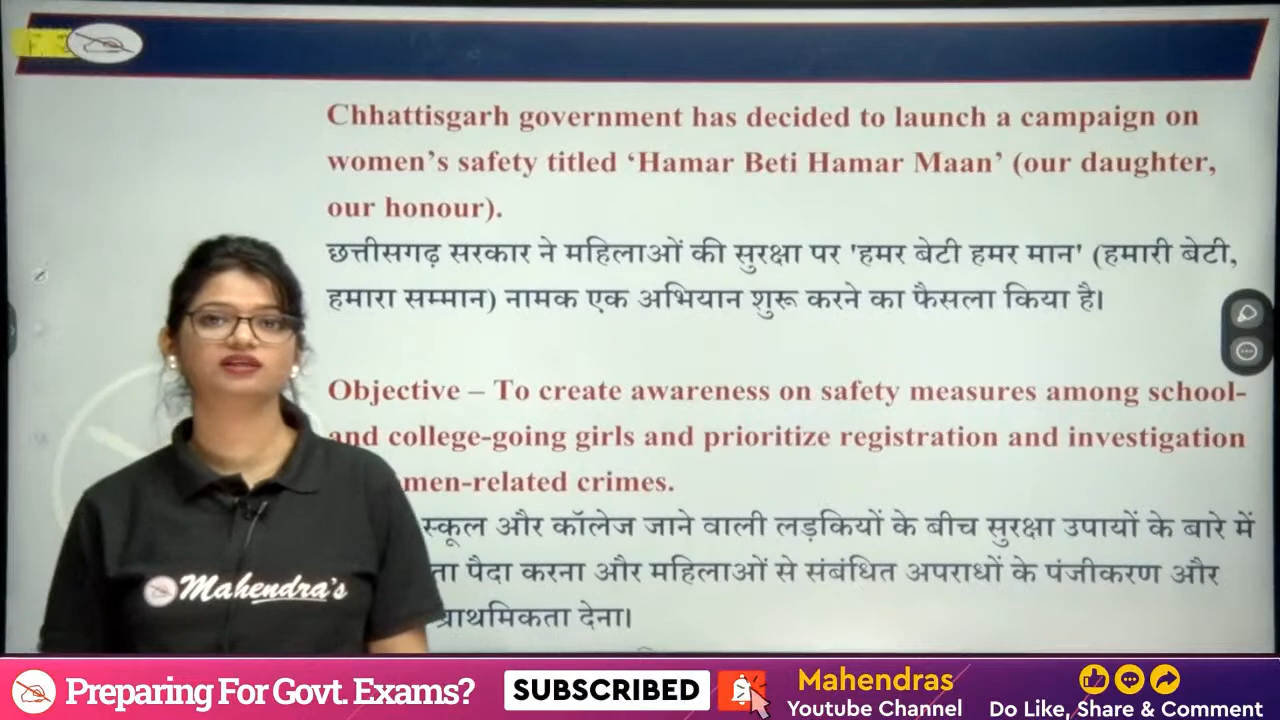 Chhattisgarh government has decided to launch a campaign on
women's safety titled ‘Hamar Beti Hamar Maan’ (our daughter,
our honour).
छत्तीसगढ़ सरकार ने महिलाओं की सुरक्षा पर 'हमर बेटी हमर मान' (हमारी बेटी,
हमारा सम्मान) नामक एक अभियान शुरू करने का फैसला किया है।
Objective – To create awareness on safety measures among school-
and college-going girls and prioritize registration and investigation
men-related crimes.
स्कूल और कॉलेज जाने वाली लड़कियों के बीच सुरक्षा उपायों के बारे में
ता पैदा करना और महिलाओं से संबंधित अपराधों के पंजीकरण और
प्राथमिकता देना।
Mahendra's
Preparing For Govt. Exams?
SUBSCRIBED
Mahendras
Youtube Channel
Do Like, Share & Comment